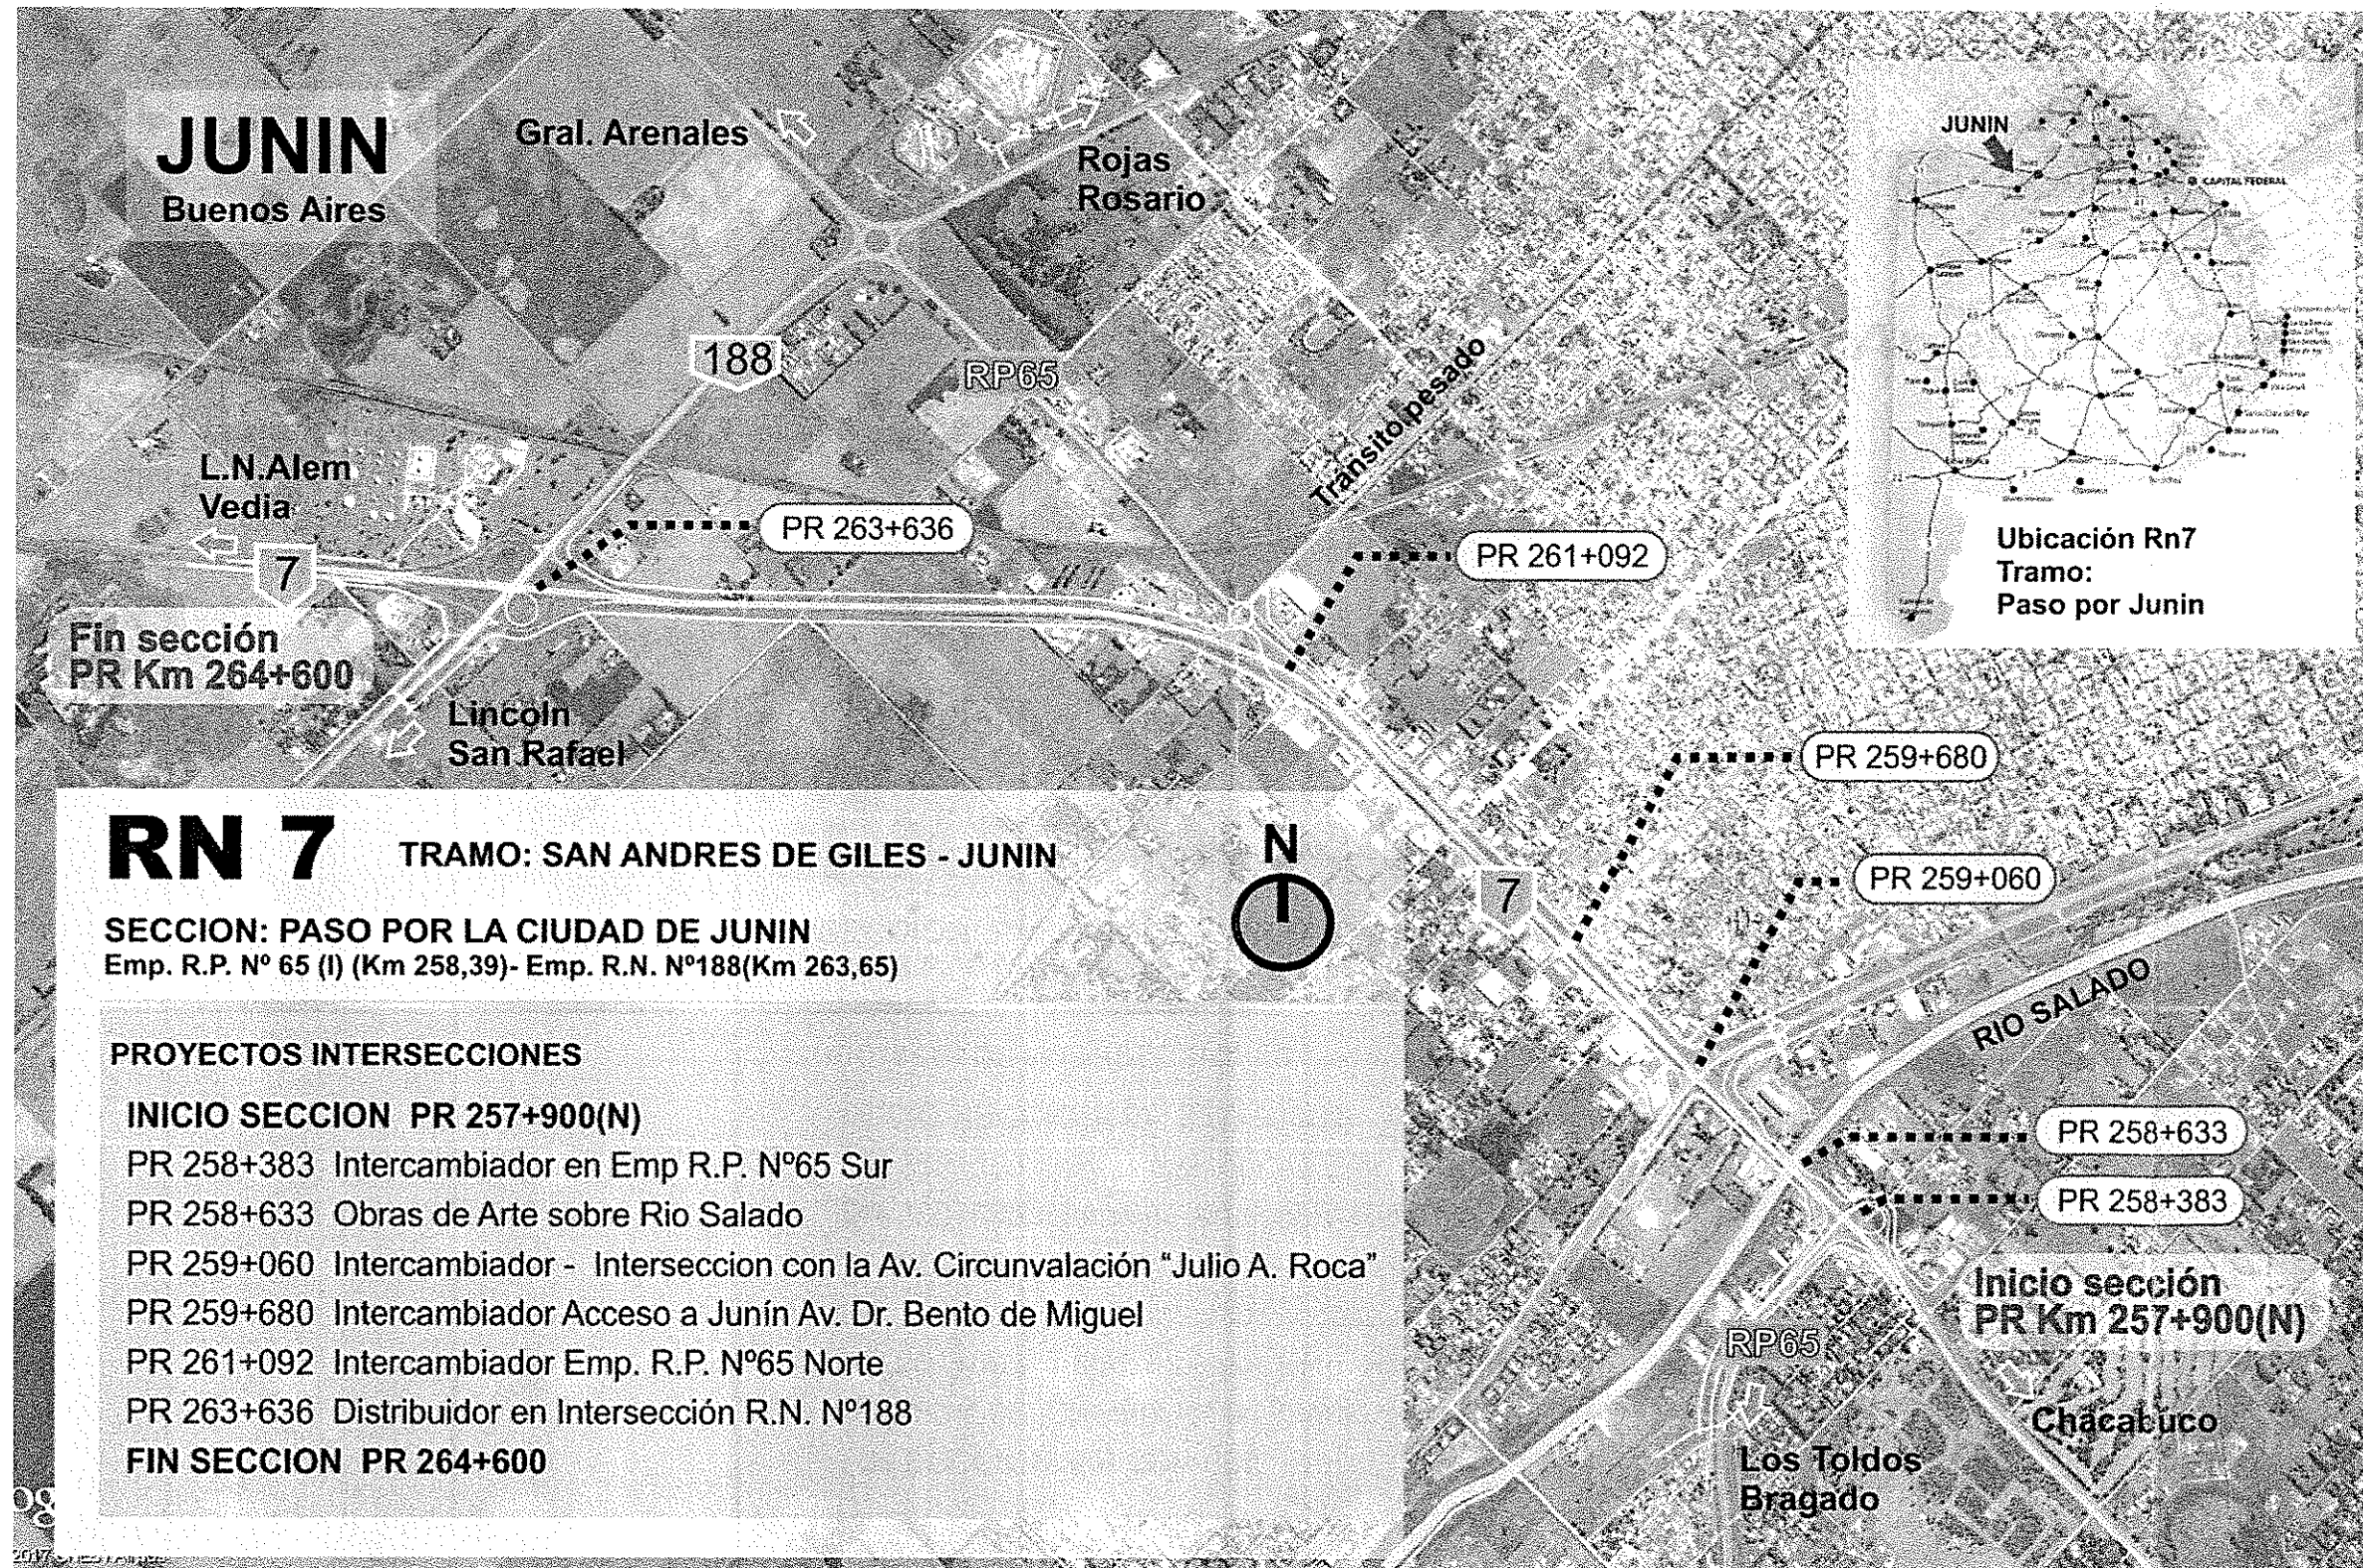 JUNIN
Buenos Aires
Gral. Arenales
Rojas
Rosario
188
RP65
Tránsito pesado
L.N.Alem
Vedia
7
PR 263+636
PR 261+092
Fin sección
PR Km 264+600
Lincoln
San Rafael
JUNIN
CAPITAL FEDERAL
Ubicación Rn7
Tramo:
Paso por Junin
PR 259+680
PR 259+060
7
RIO SALADO
PR 258+633
PR 258+383
Inicio sección
PR Km 257+900(N)
RP65
Chacabuco
Los Toldos
Bragado
RN 7 TRAMO: SAN ANDRES DE GILES - JUNIN
N
SECCION: PASO POR LA CIUDAD DE JUNIN
Emp. R.P. Nº 65 (I) (Km 258,39)- Emp. R.N. Nº188(Km 263,65)
PROYECTOS INTERSECCIONES
INICIO SECCION PR 257+900(N)
PR 258+383 Intercambiador en Emp R.P. Nº65 Sur
PR 258+633 Obras de Arte sobre Rio Salado
PR 259+060 Intercambiador - Interseccion con la Av. Circunvalación “Julio A. Roca”
PR 259+680 Intercambiador Acceso a Junín Av. Dr. Bento de Miguel
PR 261+092 Intercambiador Emp. R.P. Nº65 Norte
PR 263+636 Distribuidor en Intersección R.N. Nº188
FIN SECCION PR 264+600
2017